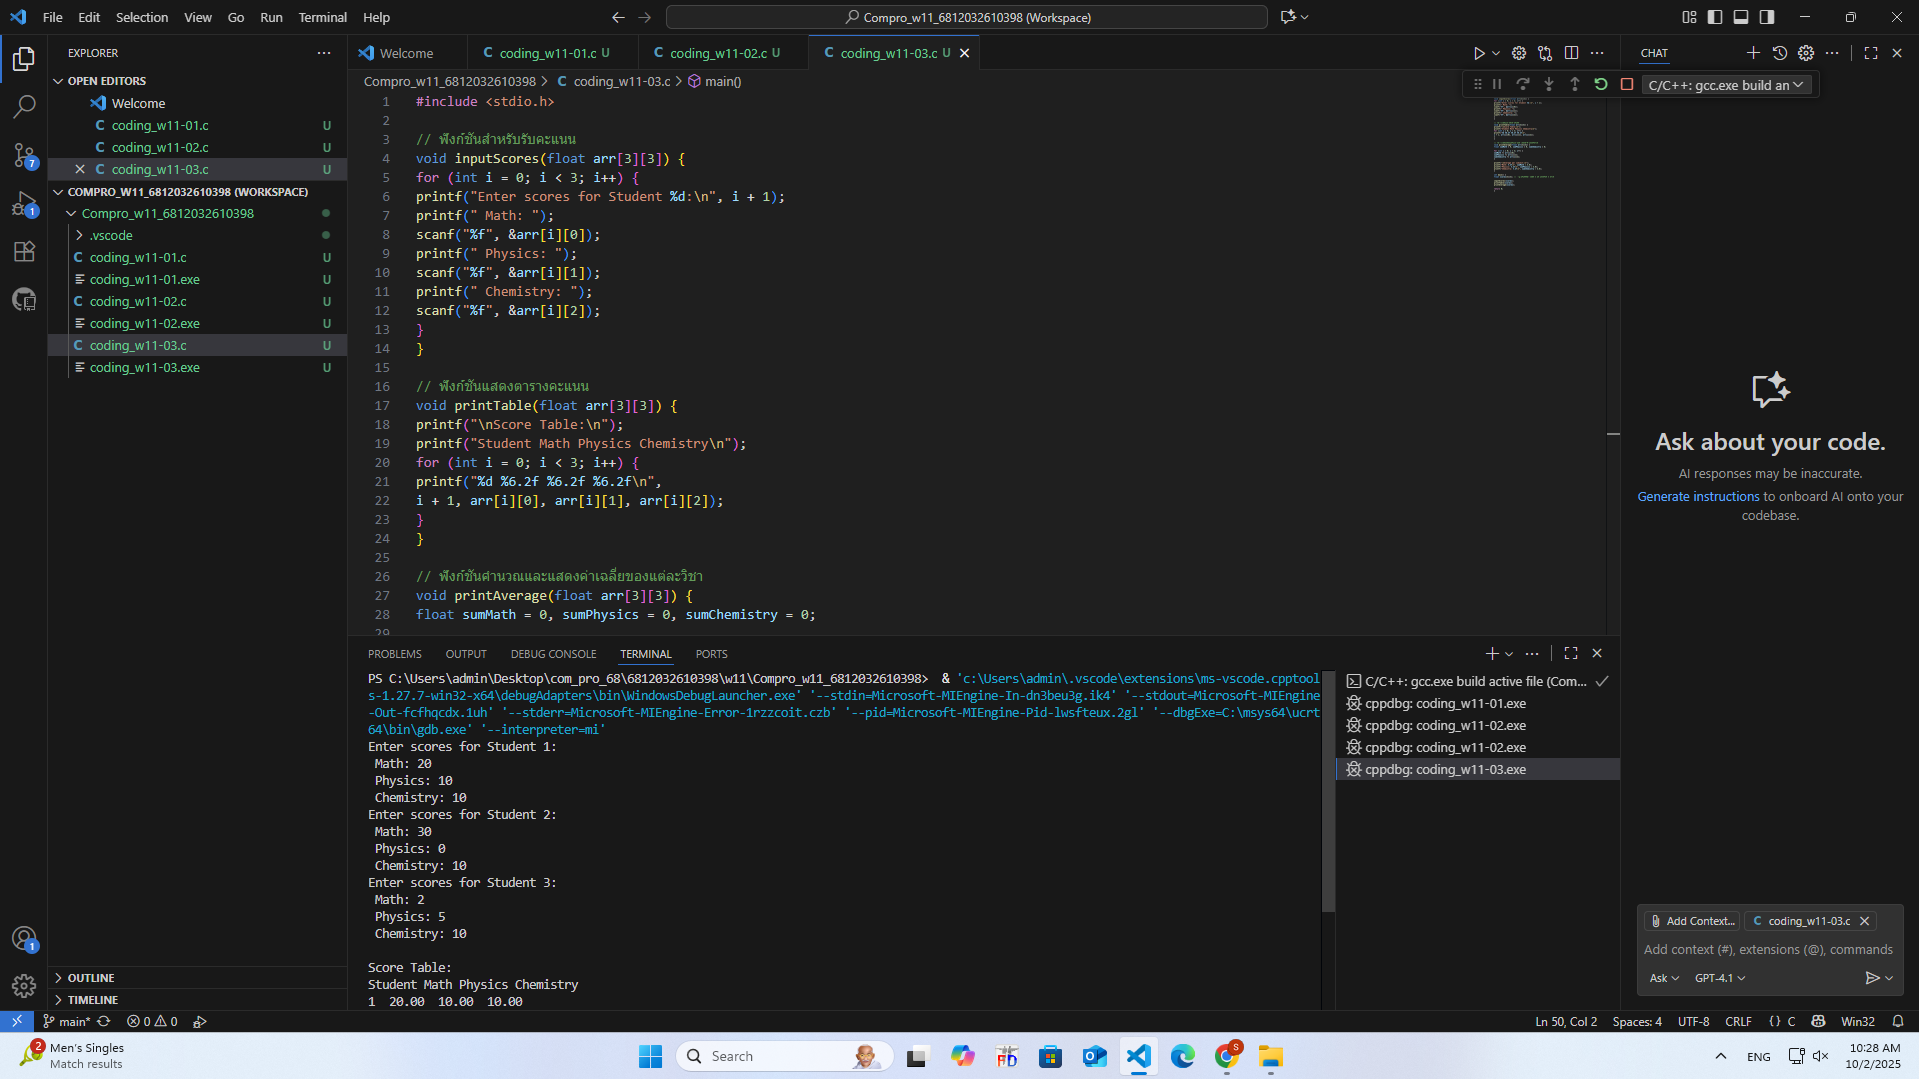 File Edit Selection View Go Run Terminal Help
Compro_w11_6812032610398 (Workspace)
EXPLORER
OPEN EDITORS
Welcome
coding_w11-01.c U
coding_w11-02.c U
coding_w11-03.c U
COMPRO_W11_6812032610398 (WORKSPACE)
Compro_w11_6812032610398
.vscode
coding_w11-01.c U
coding_w11-01.exe U
coding_w11-02.c U
coding_w11-02.exe U
coding_w11-03.c U
coding_w11-03.exe U
OUTLINE
TIMELINE
7
1
1
Welcome C coding_w11-01.c U C coding_w11-02.c U C coding_w11-03.c U
Compro_w11_6812032610398 > C coding_w11-03.c > main()
C/C++: gcc.exe build an
1 #include <stdio.h>
2
3 // ฟังก์ชันสำหรับรับคะแนน
4 void inputScores(float arr[3][3]) {
5 for (int i = 0; i < 3; i++) {
6 printf("Enter scores for Student %d:\n", i + 1);
7 printf(" Math: ");
8 scanf("%f", &arr[i][0]);
9 printf(" Physics: ");
10 scanf("%f", &arr[i][1]);
11 printf(" Chemistry: ");
12 scanf("%f", &arr[i][2]);
13 }
14 }
15
16 // ฟังก์ชันแสดงตารางคะแนน
17 void printTable(float arr[3][3]) {
18 printf("\nScore Table:\n");
19 printf("Student Math Physics Chemistry\n");
20 for (int i = 0; i < 3; i++) {
21 printf("%d %6.2f %6.2f %6.2f\n",
22 i + 1, arr[i][0], arr[i][1], arr[i][2]);
23 }
24 }
25
26 // ฟังก์ชันคำนวณและแสดงค่าเฉลี่ยของแต่ละวิชา
27 void printAverage(float arr[3][3]) {
28 float sumMath = 0, sumPhysics = 0, sumChemistry = 0;
29
PROBLEMS OUTPUT DEBUG CONSOLE TERMINAL PORTS
PS C:\Users\admin\Desktop\com_pro_68\6812032610398\w11\Compro_w11_6812032610398> & 'c:\Users\admin\.vscode\extensions\ms-vscode.cpptool
s-1.27.7-win32-x64\debugAdapters\bin\WindowsDebugLauncher.exe' '--stdin=Microsoft-MIEngine-In-dn3beu3g.ik4' '--stdout=Microsoft-MIEngine
-Out-fcfhqcdx.1uh' '--stderr=Microsoft-MIEngine-Error-1rzzcoit.czb' '--pid=Microsoft-MIEngine-Pid-lwsfteux.2gl' '--dbgExe=C:\msys64\ucrt
64\bin\gdb.exe' '--interpreter=mi'
Enter scores for Student 1:
Math: 20
Physics: 10
Chemistry: 10
Enter scores for Student 2:
Math: 30
Physics: 0
Chemistry: 10
Enter scores for Student 3:
Math: 2
Physics: 5
Chemistry: 10
Score Table:
Student Math Physics Chemistry
1 20.00 10.00 10.00
C/C++: gcc.exe build active file (Com...
cppdbg: coding_w11-01.exe
cppdbg: coding_w11-02.exe
cppdbg: coding_w11-02.exe
cppdbg: coding_w11-03.exe
CHAT
Ask about your code.
AI responses may be inaccurate.
Generate instructions to onboard AI onto your
codebase.
Add Context... C coding_w11-03.c
Add context (#), extensions (@), commands
Ask GPT-4.1
main* 0 0
Ln 50, Col 2 Spaces: 4 UTF-8 CRLF {} C Win32
2
Men's Singles
Match results
Search
ENG
10:28 AM
10/2/2025